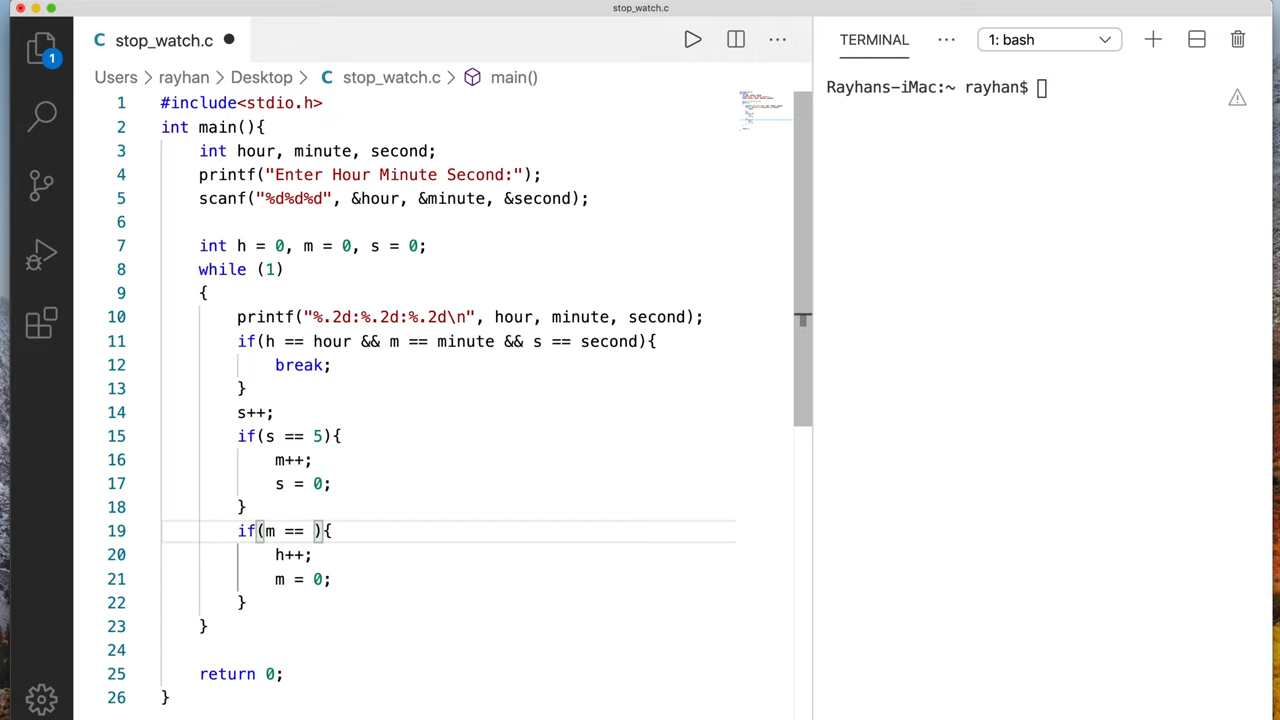 stop_watch.c
C stop_watch.c
1
Users > rayhan > Desktop > C stop_watch.c > main()
1 #include<stdio.h>
2 int main(){
3 int hour, minute, second;
4 printf("Enter Hour Minute Second:");
5 scanf("%d%d%d", &hour, &minute, &second);
6
7 int h = 0, m = 0, s = 0;
8 while (1)
9 {
10 printf("%.2d:%.2d:%.2d\n", hour, minute, second);
11 if(h == hour && m == minute && s == second){
12 break;
13 }
14 s++;
15 if(s == 5){
16 m++;
17 s = 0;
18 }
19 if(m == ){
20 h++;
21 m = 0;
22 }
23 }
24
25 return 0;
26 }
TERMINAL ... 1: bash
Rayhans-iMac:~ rayhan$